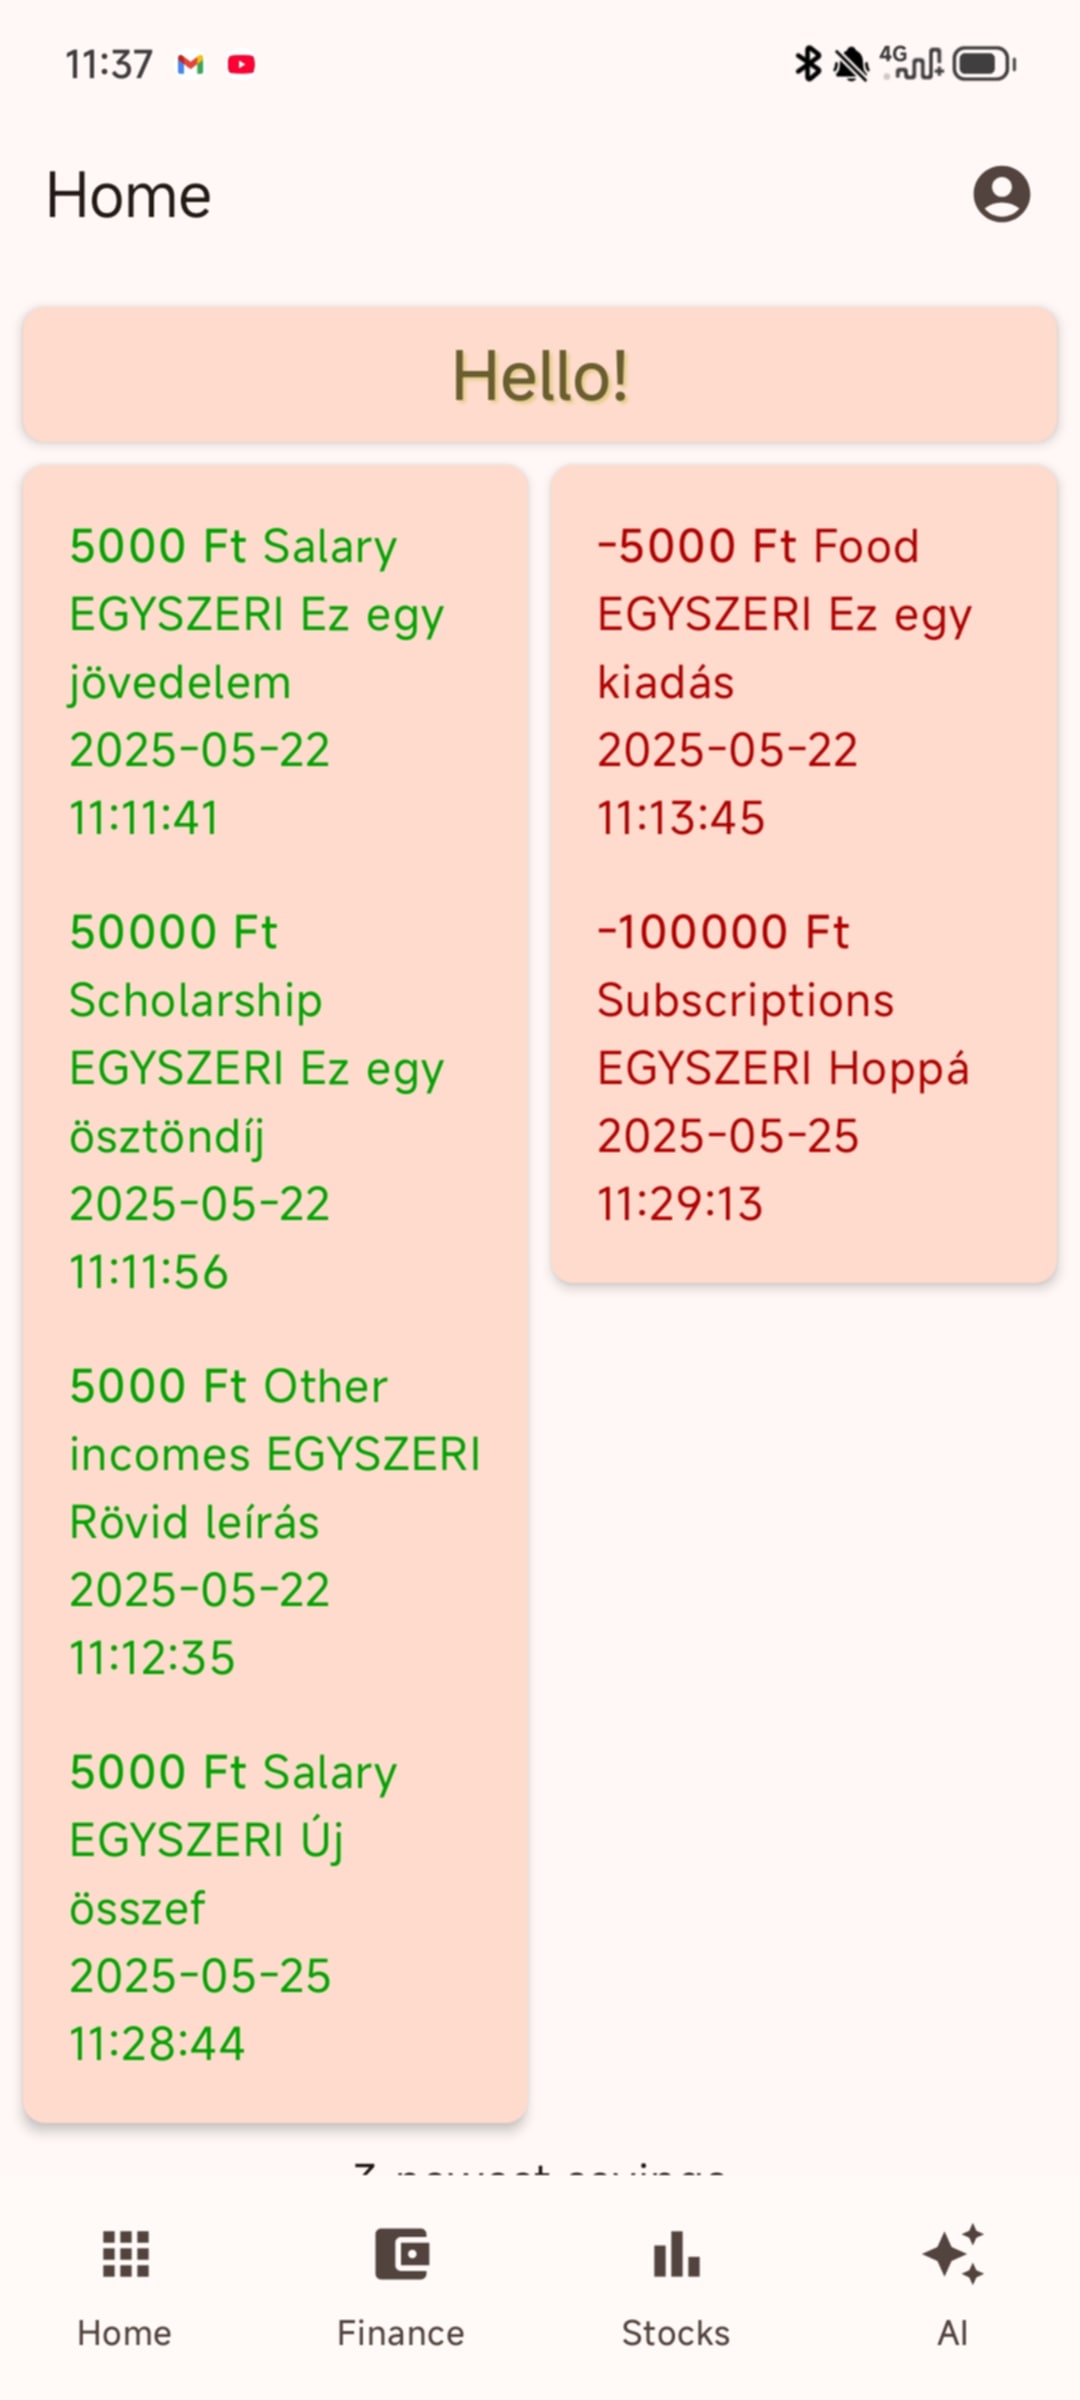 11:37
4G
Home
Hello!
5000 Ft Salary
EGYSZERI Ez egy
jövedelem
2025-05-22
11:11:41
50000 Ft
Scholarship
EGYSZERI Ez egy
ösztöndíj
2025-05-22
11:11:56
5000 Ft Other
incomes EGYSZERI
Rövid leírás
2025-05-22
11:12:35
5000 Ft Salary
EGYSZERI Új
összef
2025-05-25
11:28:44
-5000 Ft Food
EGYSZERI Ez egy
kiadás
2025-05-22
11:13:45
-100000 Ft
Subscriptions
EGYSZERI Hoppá
2025-05-25
11:29:13
3 newest savings
Home
Finance
Stocks
AI